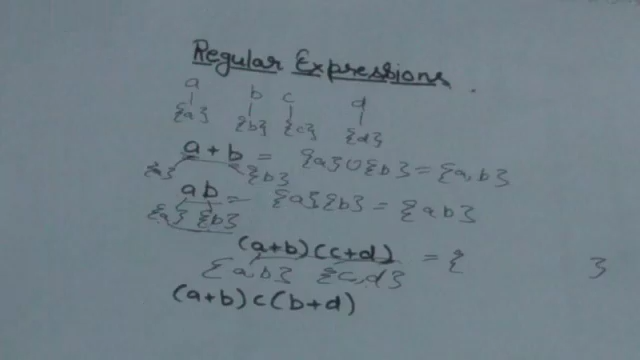 Regular Expressions.
a b c d
{a} {b} {c} {d}
a + b = {a} ∪ {b} = {a, b}
{a} {b}
ab = {a}{b} = {ab}
{a} {b}
(a+b)(c+d) = { }
{a,b} {c,d}
(a+b)c(b+d)